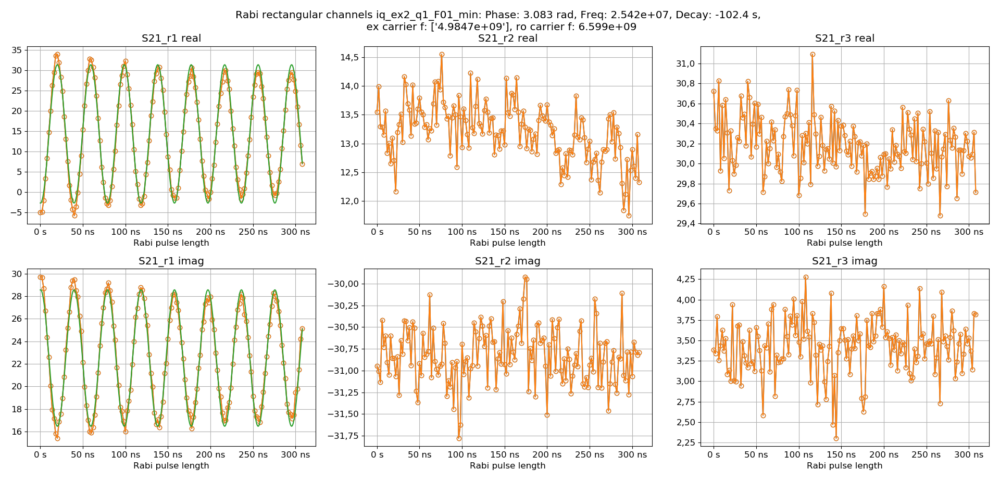 Rabi rectangular channels iq_ex2_q1_F01_min: Phase: 3.083 rad, Freq: 2.542e+07, Decay: -102.4 s,
ex carrier f: ['4.9847e+09'], ro carrier f: 6.599e+09
S21_r1 real
35
30
25
20
15
10
5
0
−5
0 s 50 ns 100 ns 150 ns 200 ns 250 ns 300 ns
Rabi pulse length
S21_r2 real
14,5
14,0
13,5
13,0
12,5
12,0
0 s 50 ns 100 ns 150 ns 200 ns 250 ns 300 ns
Rabi pulse length
S21_r3 real
31,0
30,8
30,6
30,4
30,2
30,0
29,8
29,6
29,4
0 s 50 ns 100 ns 150 ns 200 ns 250 ns 300 ns
Rabi pulse length
S21_r1 imag
30
28
26
24
22
20
18
16
0 s 50 ns 100 ns 150 ns 200 ns 250 ns 300 ns
Rabi pulse length
S21_r2 imag
−30,00
−30,25
−30,50
−30,75
−31,00
−31,25
−31,50
−31,75
0 s 50 ns 100 ns 150 ns 200 ns 250 ns 300 ns
Rabi pulse length
S21_r3 imag
4,25
4,00
3,75
3,50
3,25
3,00
2,75
2,50
2,25
0 s 50 ns 100 ns 150 ns 200 ns 250 ns 300 ns
Rabi pulse length